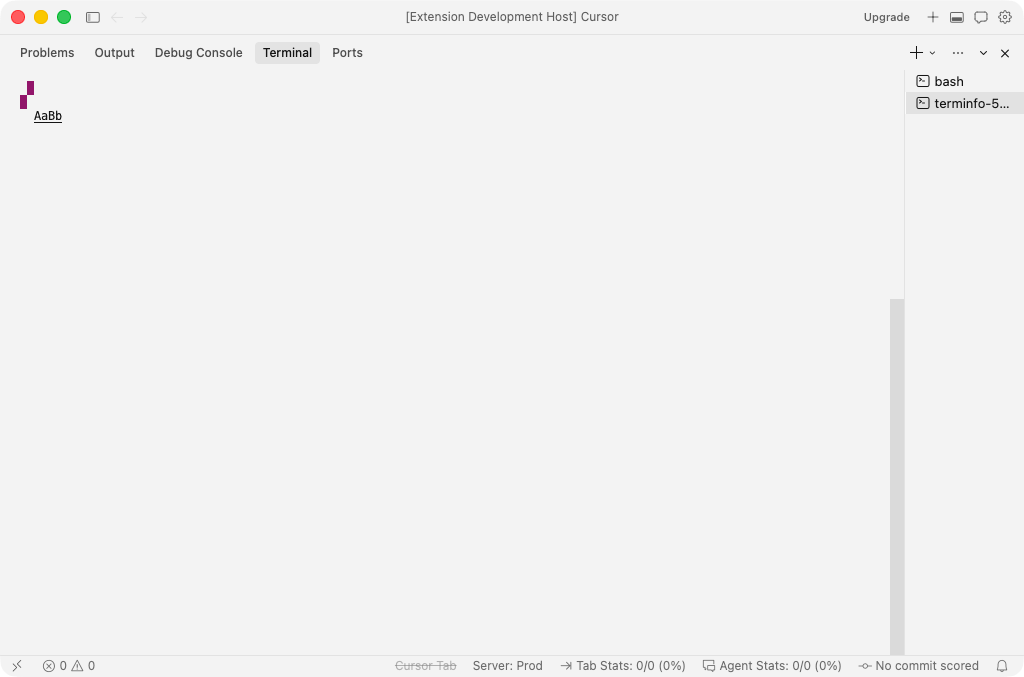 [Extension Development Host] Cursor
Upgrade
Problems Output Debug Console Terminal Ports
bash
terminfo-5...
AaBb
0 0 Cursor Tab Server: Prod Tab Stats: 0/0 (0%) Agent Stats: 0/0 (0%) No commit scored